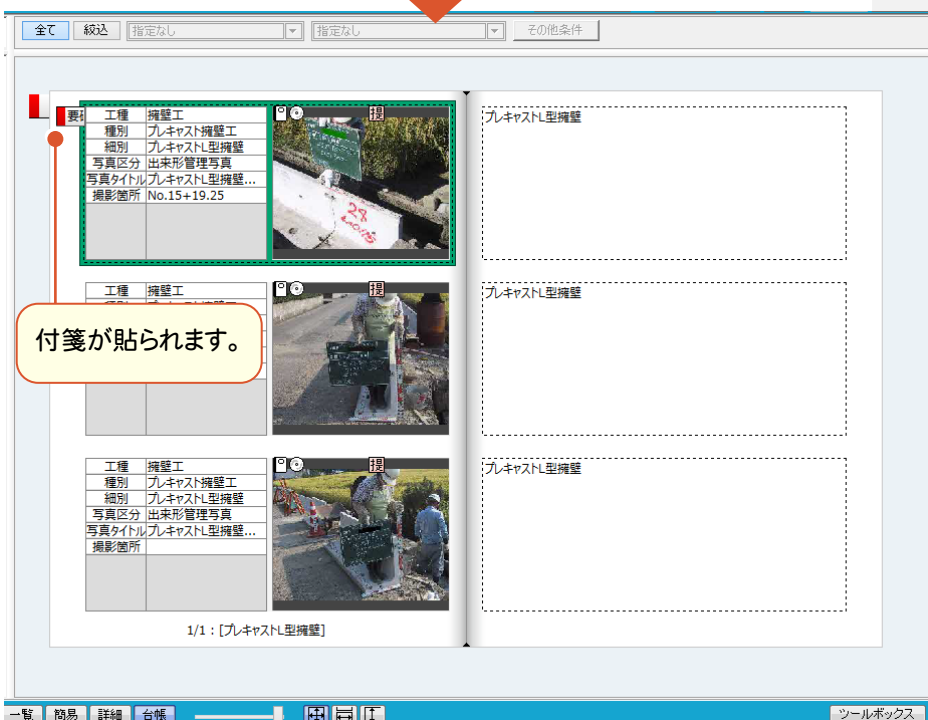 全て 絞込 指定なし 指定なし その他条件
要
工種 擁壁工
種別 プレキャスト擁壁工
細別 プレキャストL型擁壁
写真区分 出来形管理写真
写真タイトル プレキャストL型擁壁...
撮影箇所 No.15+19.25
提
28
プレキャストL型擁壁
付箋が貼られます。
工種 擁壁工
提
プレキャストL型擁壁
工種 擁壁工
種別 プレキャスト擁壁工
細別 プレキャストL型擁壁
写真区分 出来形管理写真
写真タイトル プレキャストL型擁壁...
撮影箇所
提
プレキャストL型擁壁
1/1 : [プレキャストL型擁壁]
一覧 簡易 詳細 台帳 ツールボックス